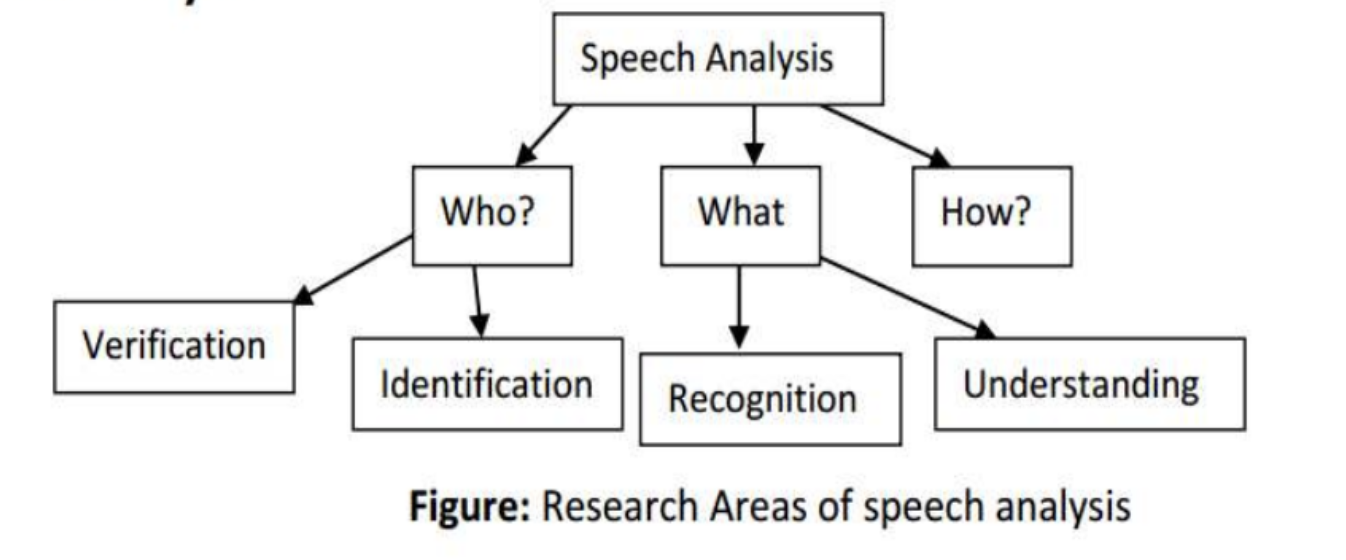 Speech Analysis
Who?
What
How?
Verification
Identification
Recognition
Understanding
Figure: Research Areas of speech analysis